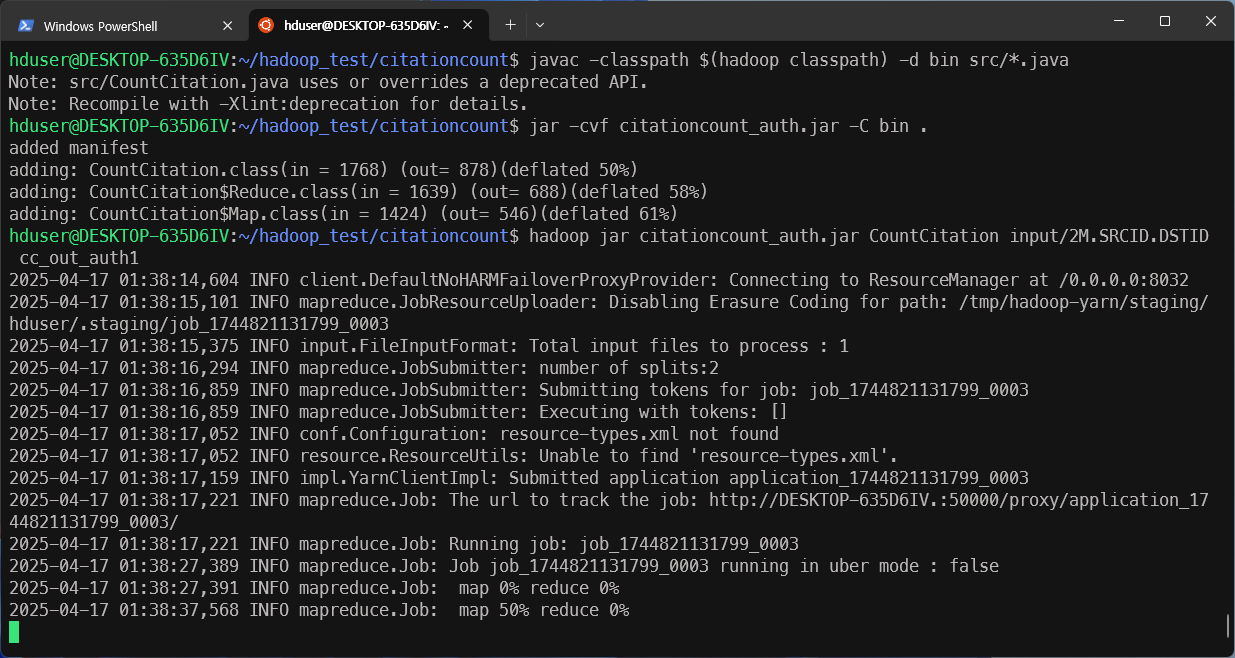 Windows PowerShell
hduser@DESKTOP-635D6IV: ~
hduser@DESKTOP-635D6IV:~/hadoop_test/citationcount$ javac -classpath $(hadoop classpath) -d bin src/*.java
Note: src/CountCitation.java uses or overrides a deprecated API.
Note: Recompile with -Xlint:deprecation for details.
hduser@DESKTOP-635D6IV:~/hadoop_test/citationcount$ jar -cvf citationcount_auth.jar -C bin .
added manifest
adding: CountCitation.class(in = 1768) (out= 878)(deflated 50%)
adding: CountCitation$Reduce.class(in = 1639) (out= 688)(deflated 58%)
adding: CountCitation$Map.class(in = 1424) (out= 546)(deflated 61%)
hduser@DESKTOP-635D6IV:~/hadoop_test/citationcount$ hadoop jar citationcount_auth.jar CountCitation input/2M.SRCID.DSTID
 cc_out_auth1
2025-04-17 01:38:14,604 INFO client.DefaultNoHARMFailoverProxyProvider: Connecting to ResourceManager at /0.0.0.0:8032
2025-04-17 01:38:15,101 INFO mapreduce.JobResourceUploader: Disabling Erasure Coding for path: /tmp/hadoop-yarn/staging/
hduser/.staging/job_1744821131799_0003
2025-04-17 01:38:15,375 INFO input.FileInputFormat: Total input files to process : 1
2025-04-17 01:38:16,294 INFO mapreduce.JobSubmitter: number of splits:2
2025-04-17 01:38:16,859 INFO mapreduce.JobSubmitter: Submitting tokens for job: job_1744821131799_0003
2025-04-17 01:38:16,859 INFO mapreduce.JobSubmitter: Executing with tokens: []
2025-04-17 01:38:17,052 INFO conf.Configuration: resource-types.xml not found
2025-04-17 01:38:17,052 INFO resource.ResourceUtils: Unable to find 'resource-types.xml'.
2025-04-17 01:38:17,159 INFO impl.YarnClientImpl: Submitted application application_1744821131799_0003
2025-04-17 01:38:17,221 INFO mapreduce.Job: The url to track the job: http://DESKTOP-635D6IV.:50000/proxy/application_17
44821131799_0003/
2025-04-17 01:38:17,221 INFO mapreduce.Job: Running job: job_1744821131799_0003
2025-04-17 01:38:27,389 INFO mapreduce.Job: Job job_1744821131799_0003 running in uber mode : false
2025-04-17 01:38:27,391 INFO mapreduce.Job:  map 0% reduce 0%
2025-04-17 01:38:37,568 INFO mapreduce.Job:  map 50% reduce 0%